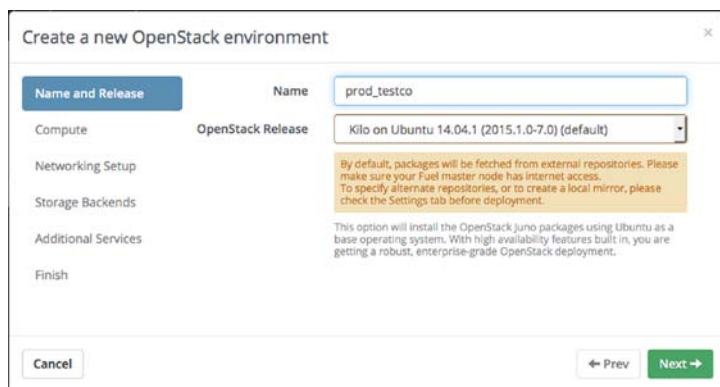 Create a new OpenStack environment
×
Name and Release
Name
prod_testco
Compute
OpenStack Release
Kilo on Ubuntu 14.04.1 (2015.1.0-7.0) (default)
Networking Setup
By default, packages will be fetched from external repositories. Please
make sure your Fuel master node has internet access.
To specify alternate repositories, or to create a local mirror, please
check the Settings tab before deployment.
Storage Backends
Additional Services
This option will install the OpenStack Juno packages using Ubuntu as a
base operating system. With high availability features built in, you are
getting a robust, enterprise-grade OpenStack deployment.
Finish
Cancel
← Prev
Next →